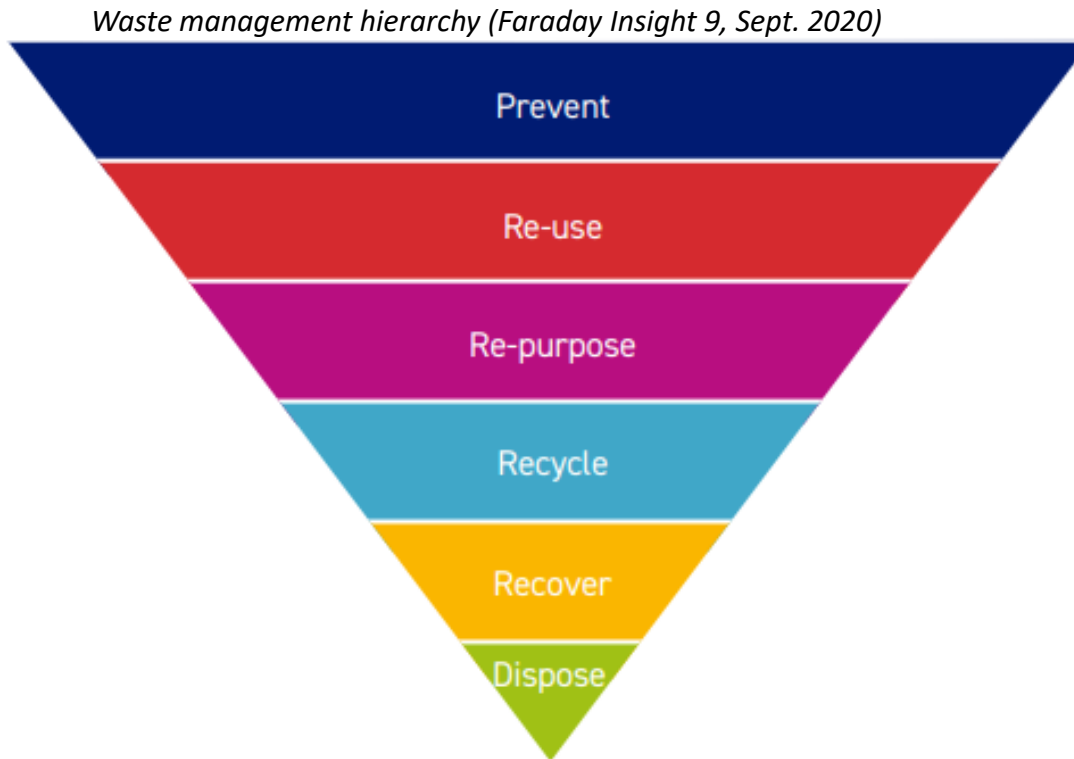 Waste management hierarchy (Faraday Insight 9, Sept. 2020)
Prevent
Re-use
Re-purpose
Recycle
Recover
Dispose